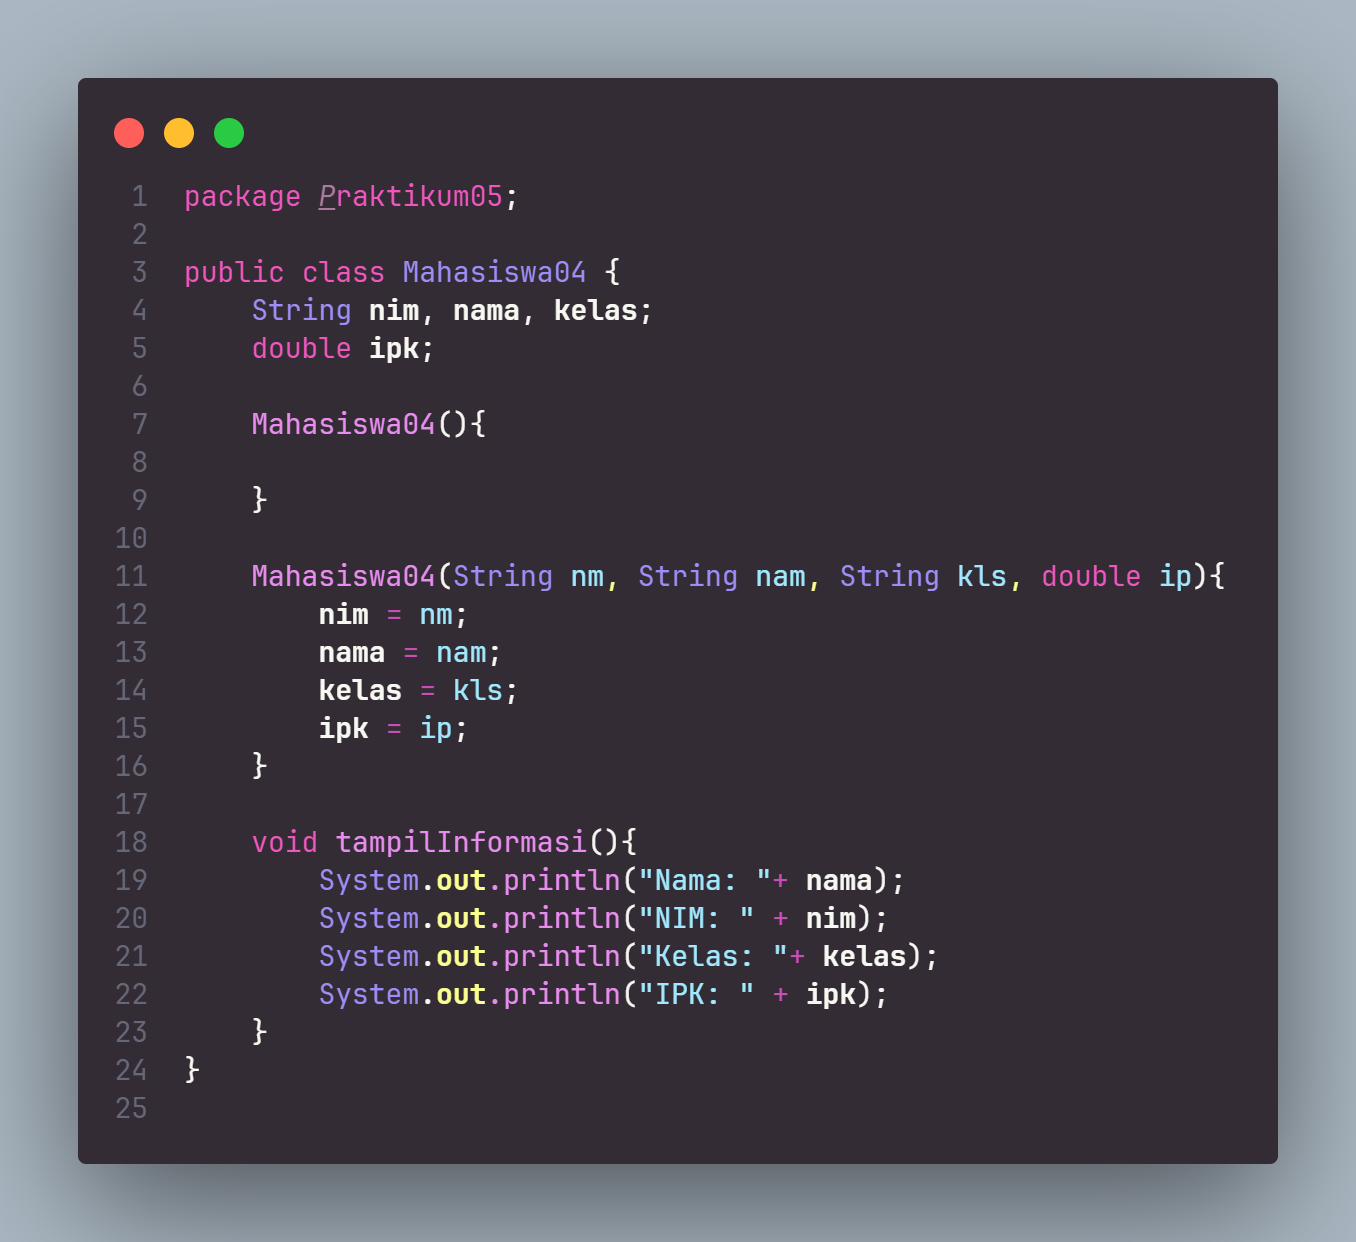 1 package Praktikum05;
2
3 public class Mahasiswa04 {
4     String nim, nama, kelas;
5     double ipk;
6
7     Mahasiswa04(){
8
9     }
10
11     Mahasiswa04(String nm, String nam, String kls, double ip){
12         nim = nm;
13         nama = nam;
14         kelas = kls;
15         ipk = ip;
16     }
17
18     void tampilInformasi(){
19         System.out.println("Nama: "+ nama);
20         System.out.println("NIM: " + nim);
21         System.out.println("Kelas: "+ kelas);
22         System.out.println("IPK: " + ipk);
23     }
24 }
25